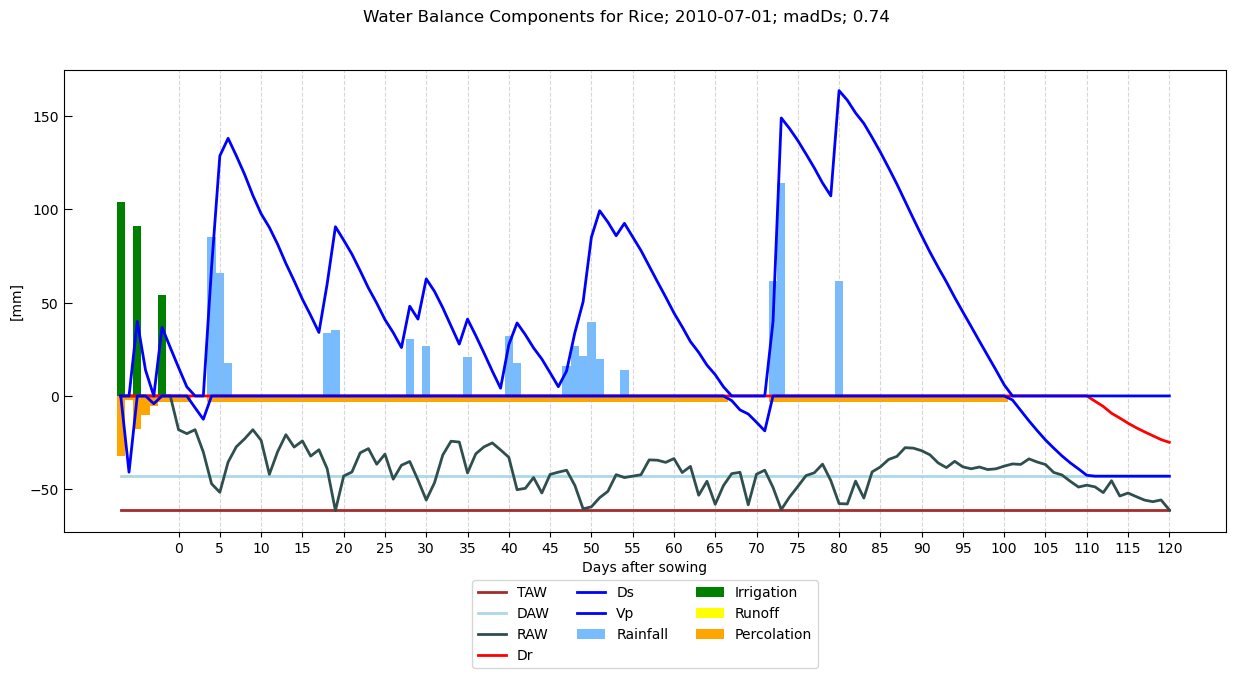 Water Balance Components for Rice; 2010-07-01; madDs; 0.74
150
100
50
0
−50
[mm]
0 5 10 15 20 25 30 35 40 45 50 55 60 65 70 75 80 85 90 95 100 105 110 115 120
Days after sowing
TAW Ds Irrigation
DAW Vp Runoff
RAW Rainfall Percolation
Dr